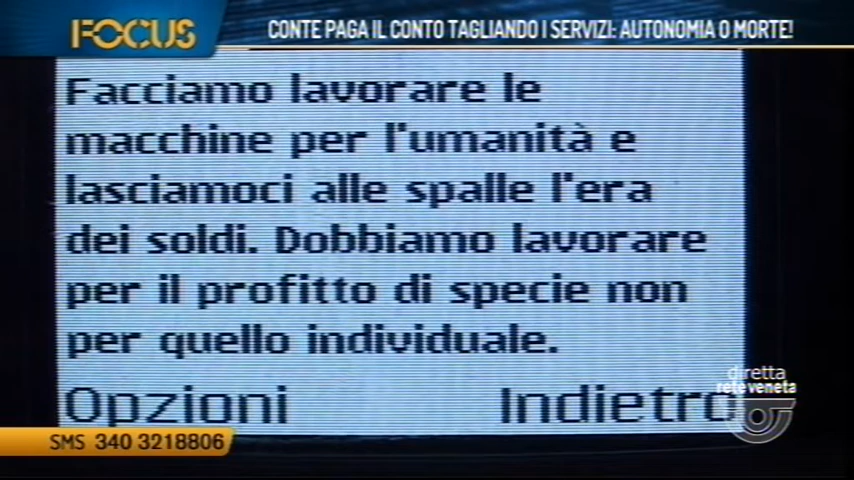 FOCUS
CONTE PAGA IL CONTO TAGLIANDO I SERVIZI: AUTONOMIA O MORTE!
Facciamo lavorare le
macchine per l'umanità e
lasciamoci alle spalle l'era
dei soldi. Dobbiamo lavorare
per il profitto di specie non
per quello individuale.
Opzioni Indietro
diretta
reteveneta
SMS 340 3218806